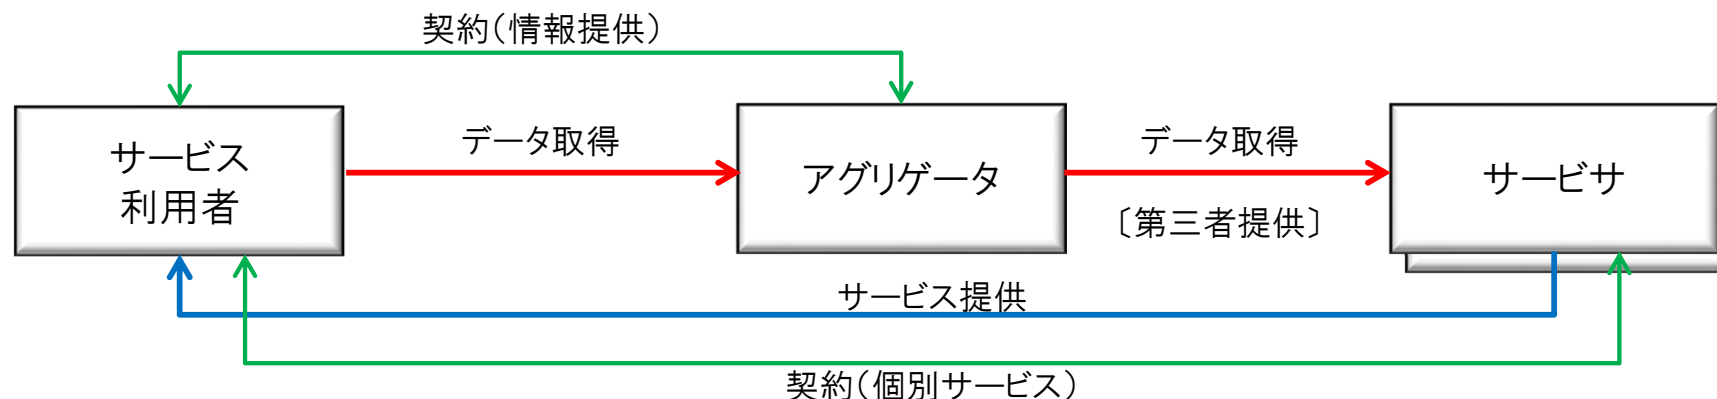 契約（情報提供）
サービス
利用者
データ取得
アグリゲータ
データ取得
〔第三者提供〕
サービサ
サービス提供
契約（個別サービス）